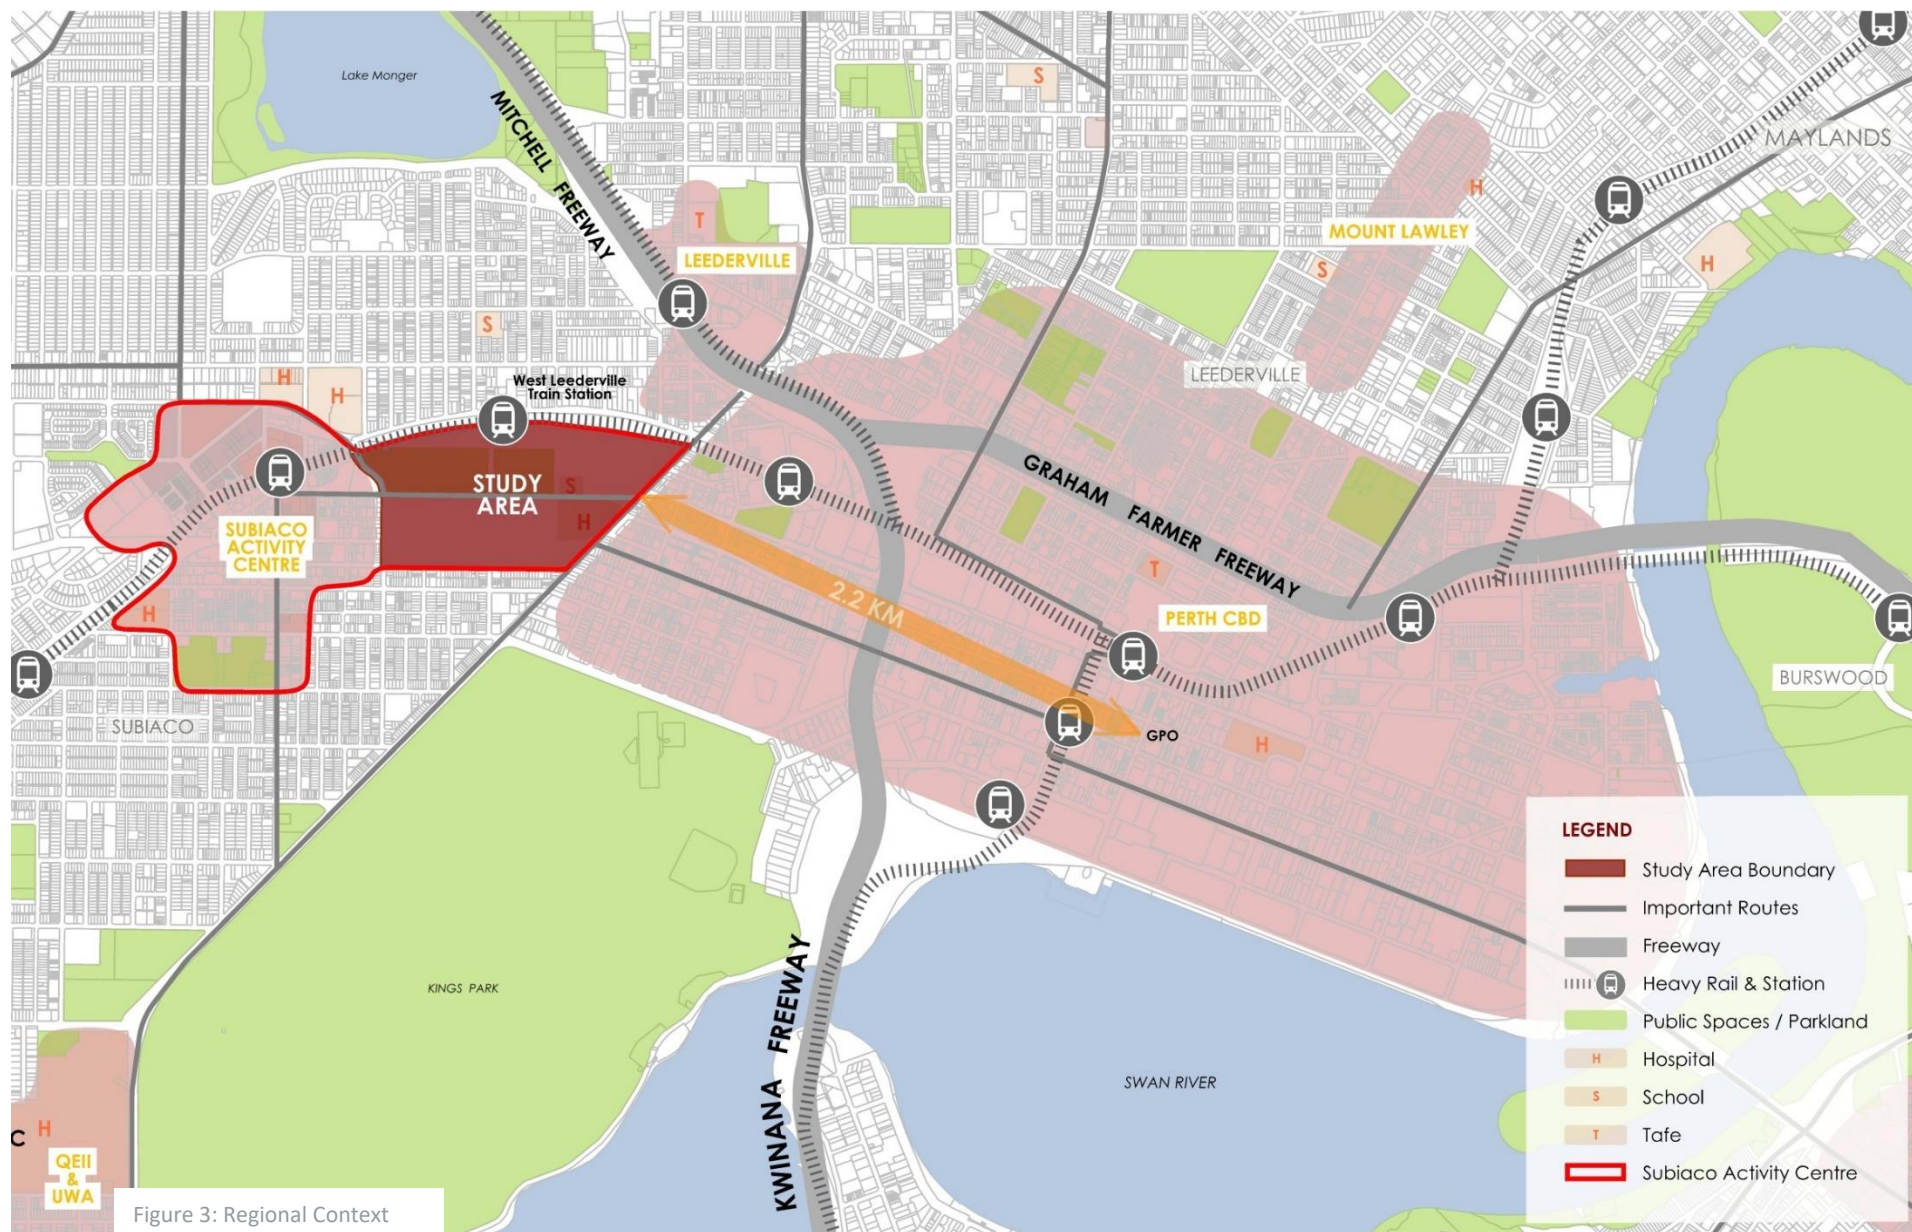 Lake Monger
MITCHELL FREEWAY
S
MAYLANDS
T
H
MOUNT LAWLEY
LEEDERVILLE
S
H
S
LEEDERVILLE
H
H
West Leederville
Train Station
STUDY
AREA
S
H
SUBIACO
ACTIVITY
CENTRE
GRAHAM FARMER FREEWAY
T
2.2 KM
H
PERTH CBD
BURSWOOD
SUBIACO
GPO
H
KINGS PARK
KWINANA FREEWAY
SWAN RIVER
C H
QEII
&
UWA
LEGEND
Study Area Boundary
Important Routes
Freeway
Heavy Rail & Station
Public Spaces / Parkland
H Hospital
S School
T Tafe
Subiaco Activity Centre
Figure 3: Regional Context